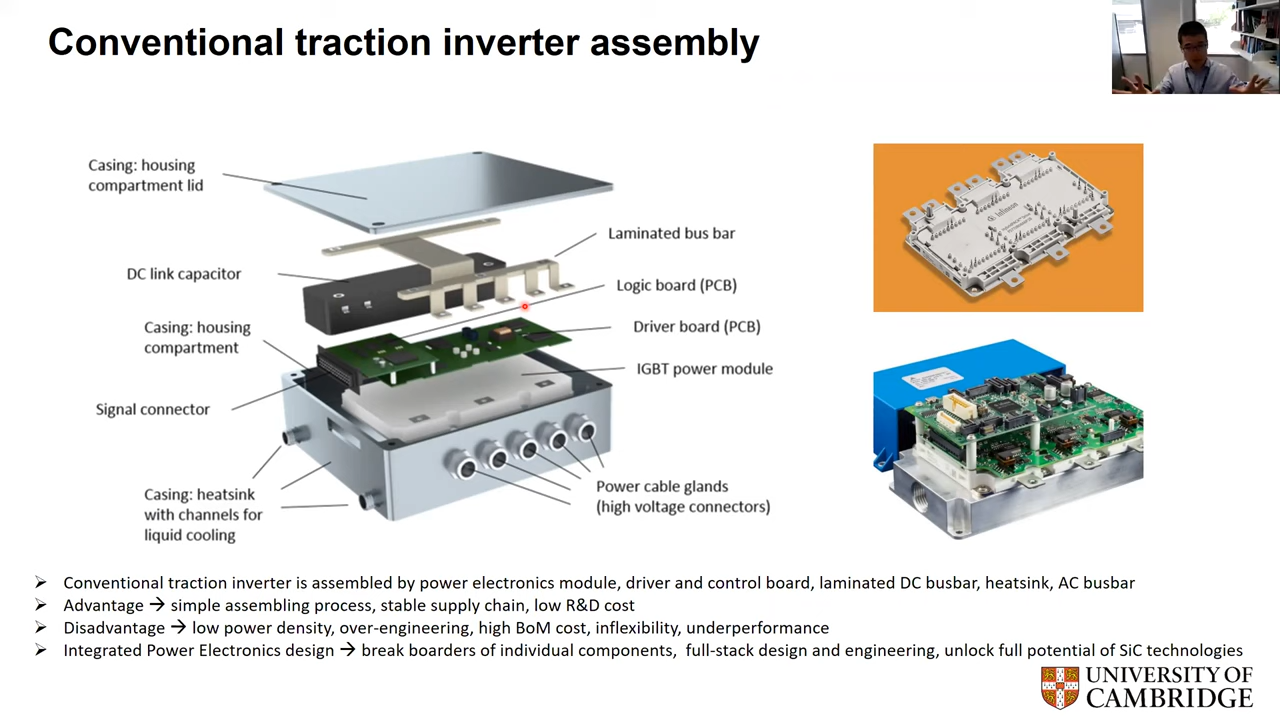 Conventional traction inverter assembly
Casing: housing
compartment lid
Laminated bus bar
DC link capacitor
Logic board (PCB)
Casing: housing
compartment
Driver board (PCB)
IGBT power module
Signal connector
Casing: heatsink
with channels for
liquid cooling
Power cable glands
(high voltage connectors)
Infineon
➢ Conventional traction inverter is assembled by power electronics module, driver and control board, laminated DC busbar, heatsink, AC busbar
➢ Advantage → simple assembling process, stable supply chain, low R&D cost
➢ Disadvantage → low power density, over-engineering, high BoM cost, inflexibility, underperformance
➢ Integrated Power Electronics design → break boarders of individual components, full-stack design and engineering, unlock full potential of SiC technologies
UNIVERSITY OF
CAMBRIDGE